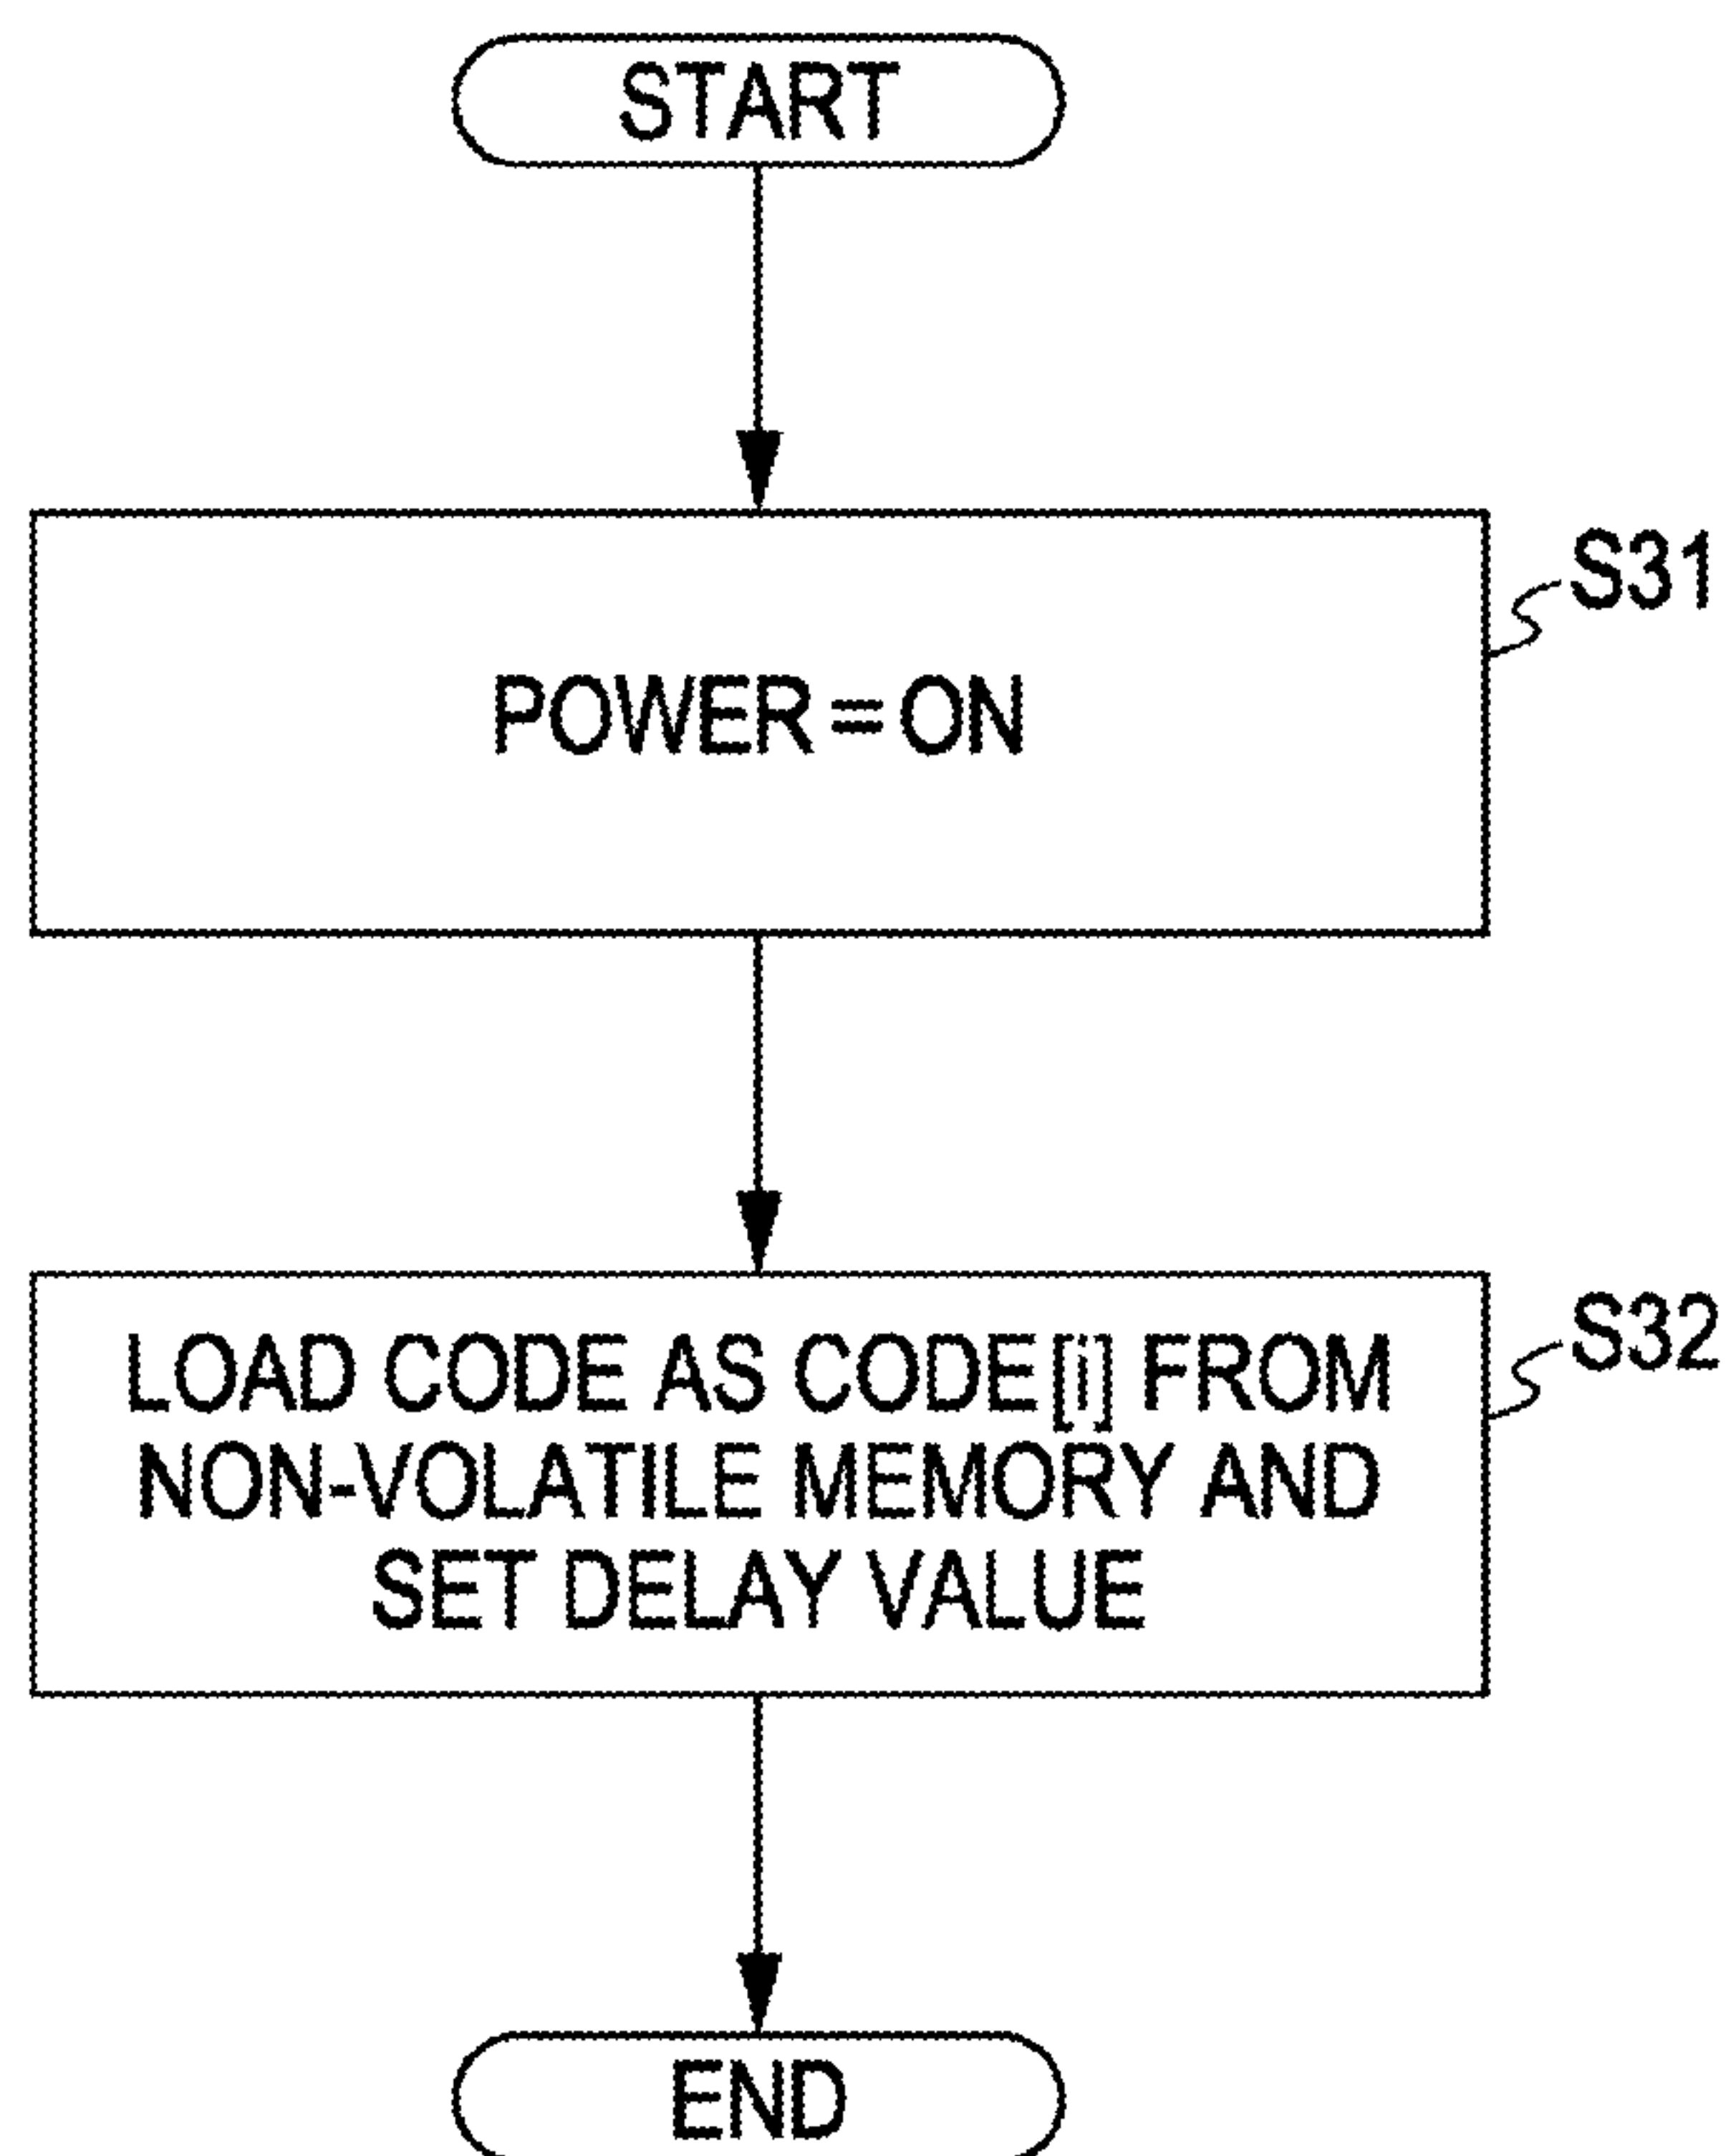 START
S31
POWER=ON
S32
LOAD CODE AS CODE[i] FROM
NON-VOLATILE MEMORY AND
SET DELAY VALUE
END